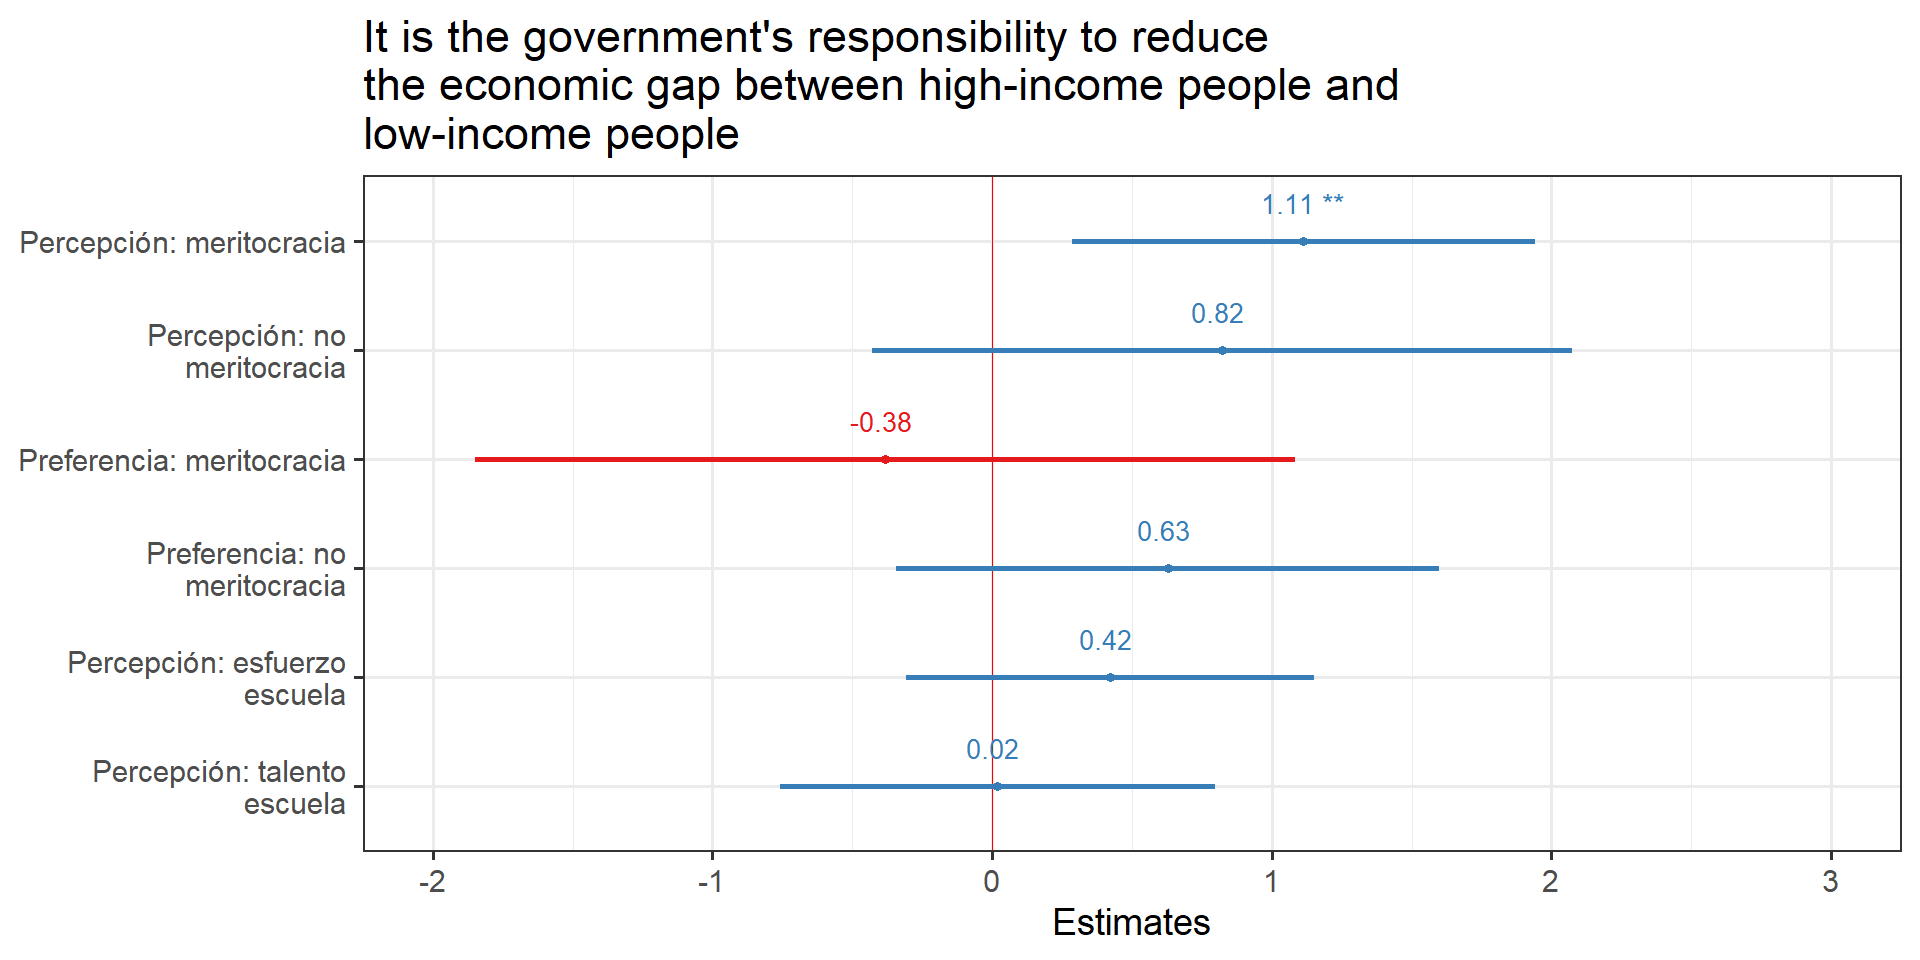 It is the government's responsibility to reduce
the economic gap between high-income people and
low-income people
1.11 **
Percepción: meritocracia
0.82
Percepción: no
meritocracia
-0.38
Preferencia: meritocracia
0.63
Preferencia: no
meritocracia
0.42
Percepción: esfuerzo
escuela
0.02
Percepción: talento
escuela
-2 -1 0 1 2 3
Estimates